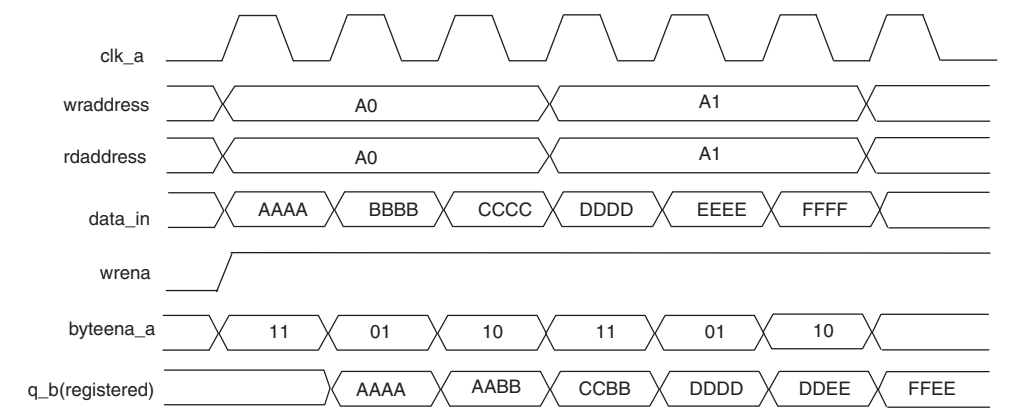 clk_a
wraddress A0 A1
rdaddress A0 A1
data_in AAAA BBBB CCCC DDDD EEEE FFFF
wrena
byteena_a 11 01 10 11 01 10
q_b(registered) AAAA AABB CCBB DDDD DDEE FFEE